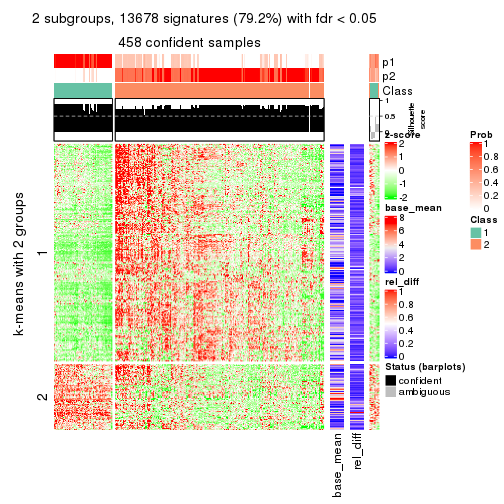 2 subgroups, 13678 signatures (79.2%) with fdr < 0.05
458 confident samples
p1
p2
Class
1
0.5
0
Silhouette
score
k-means with 2 groups
1
2
base_mean
rel_diff
z-score
2
1
0
-1
-2
base_mean
8
6
4
2
0
rel_diff
1
0.8
0.6
0.4
0.2
0
Status (barplots)
confident
ambiguous
Prob
1
0.8
0.6
0.4
0.2
0
Class
1
2